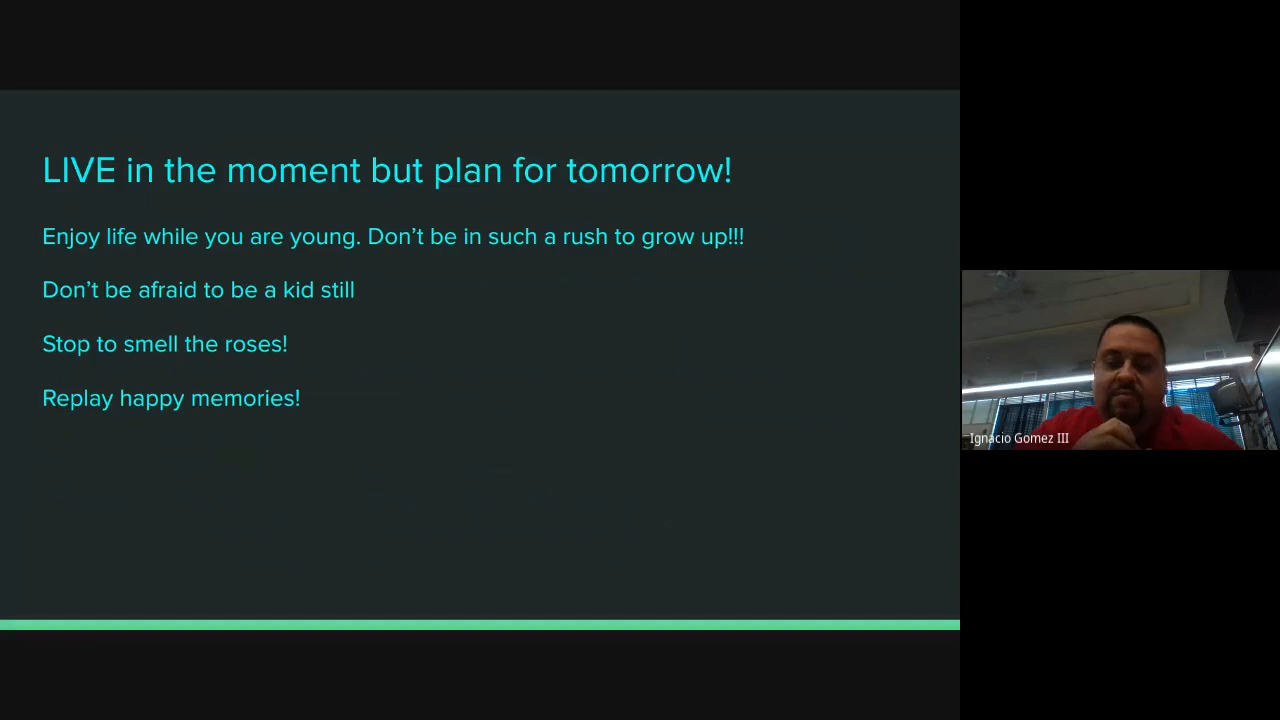 LIVE in the moment but plan for tomorrow!
Enjoy life while you are young. Don’t be in such a rush to grow up!!!
Don’t be afraid to be a kid still
Stop to smell the roses!
Replay happy memories!
Ignacio Gomez III